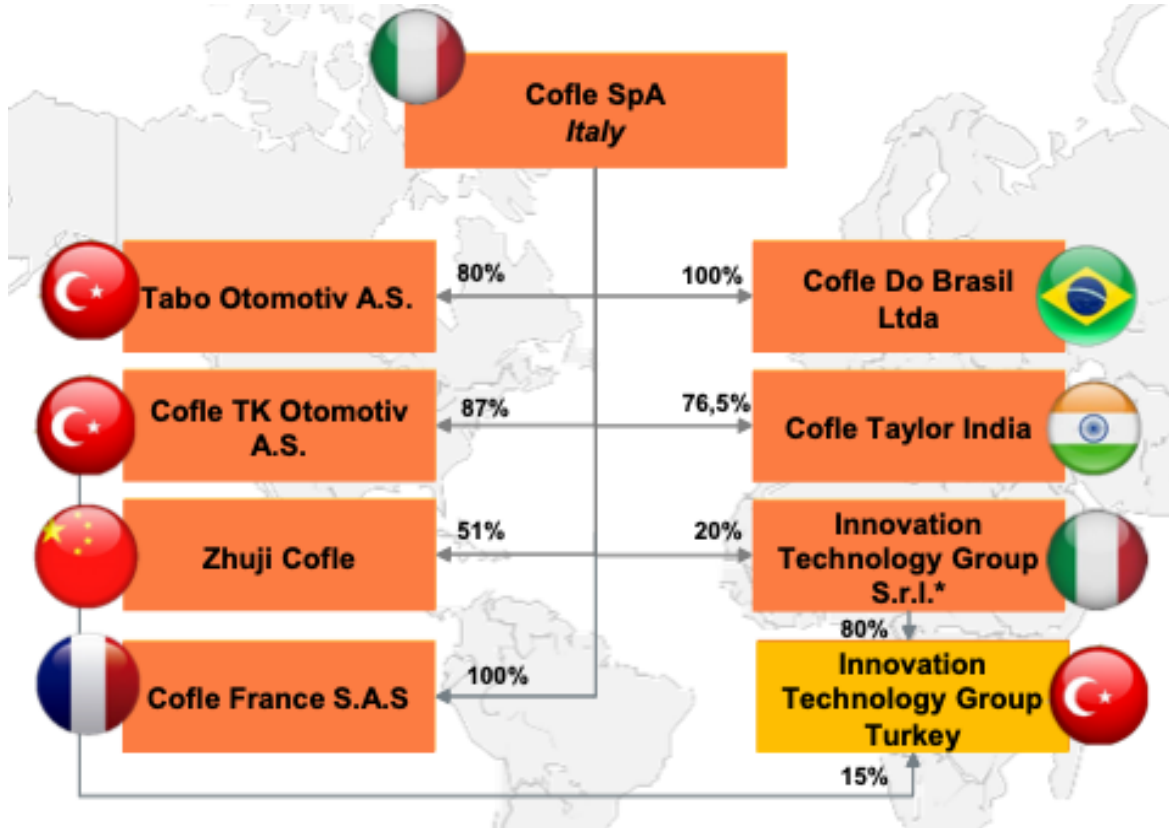 Cofle SpA
Italy
Tabo Otomotiv A.S.
80%
100%
Cofle Do Brasil
Ltda
Cofle TK Otomotiv
A.S.
87%
76,5%
Cofle Taylor India
Zhuji Cofle
51%
20%
Innovation
Technology Group
S.r.l.*
80%
Cofle France S.A.S
100%
Innovation
Technology Group
Turkey
15%